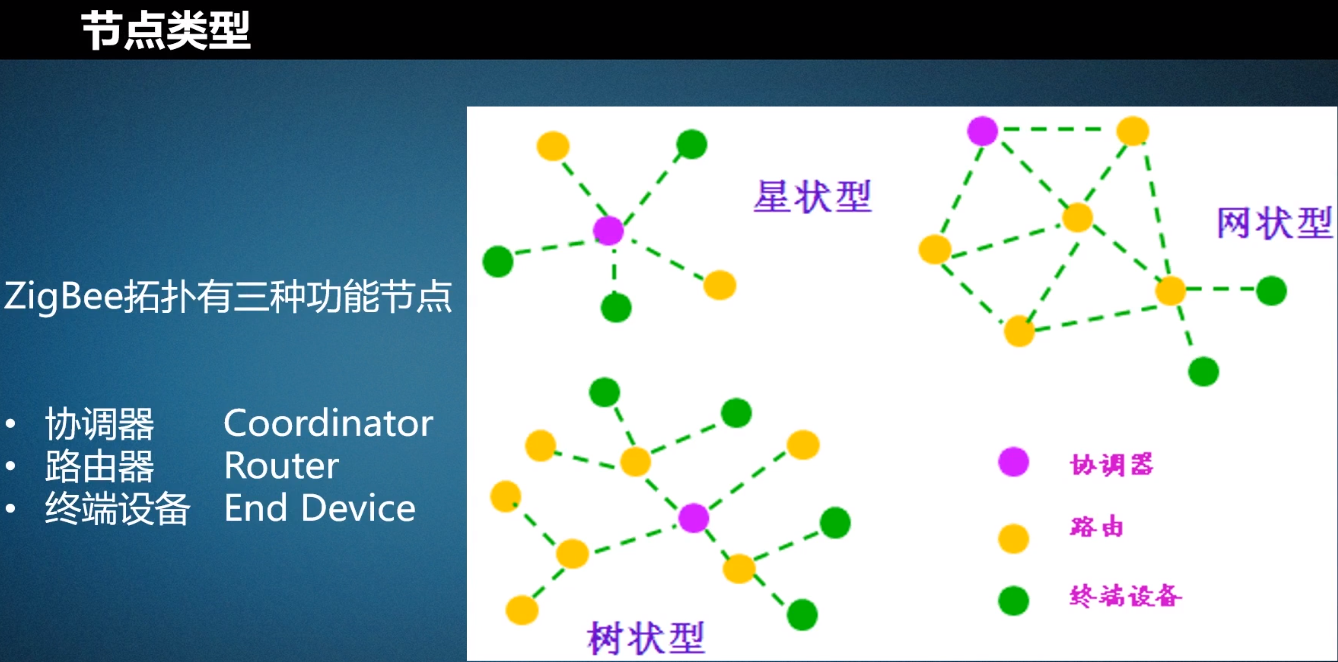 节点类型
ZigBee拓扑有三种功能节点
• 协调器 Coordinator
• 路由器 Router
• 终端设备 End Device
星状型
网状型
树状型
协调器
路由
终端设备